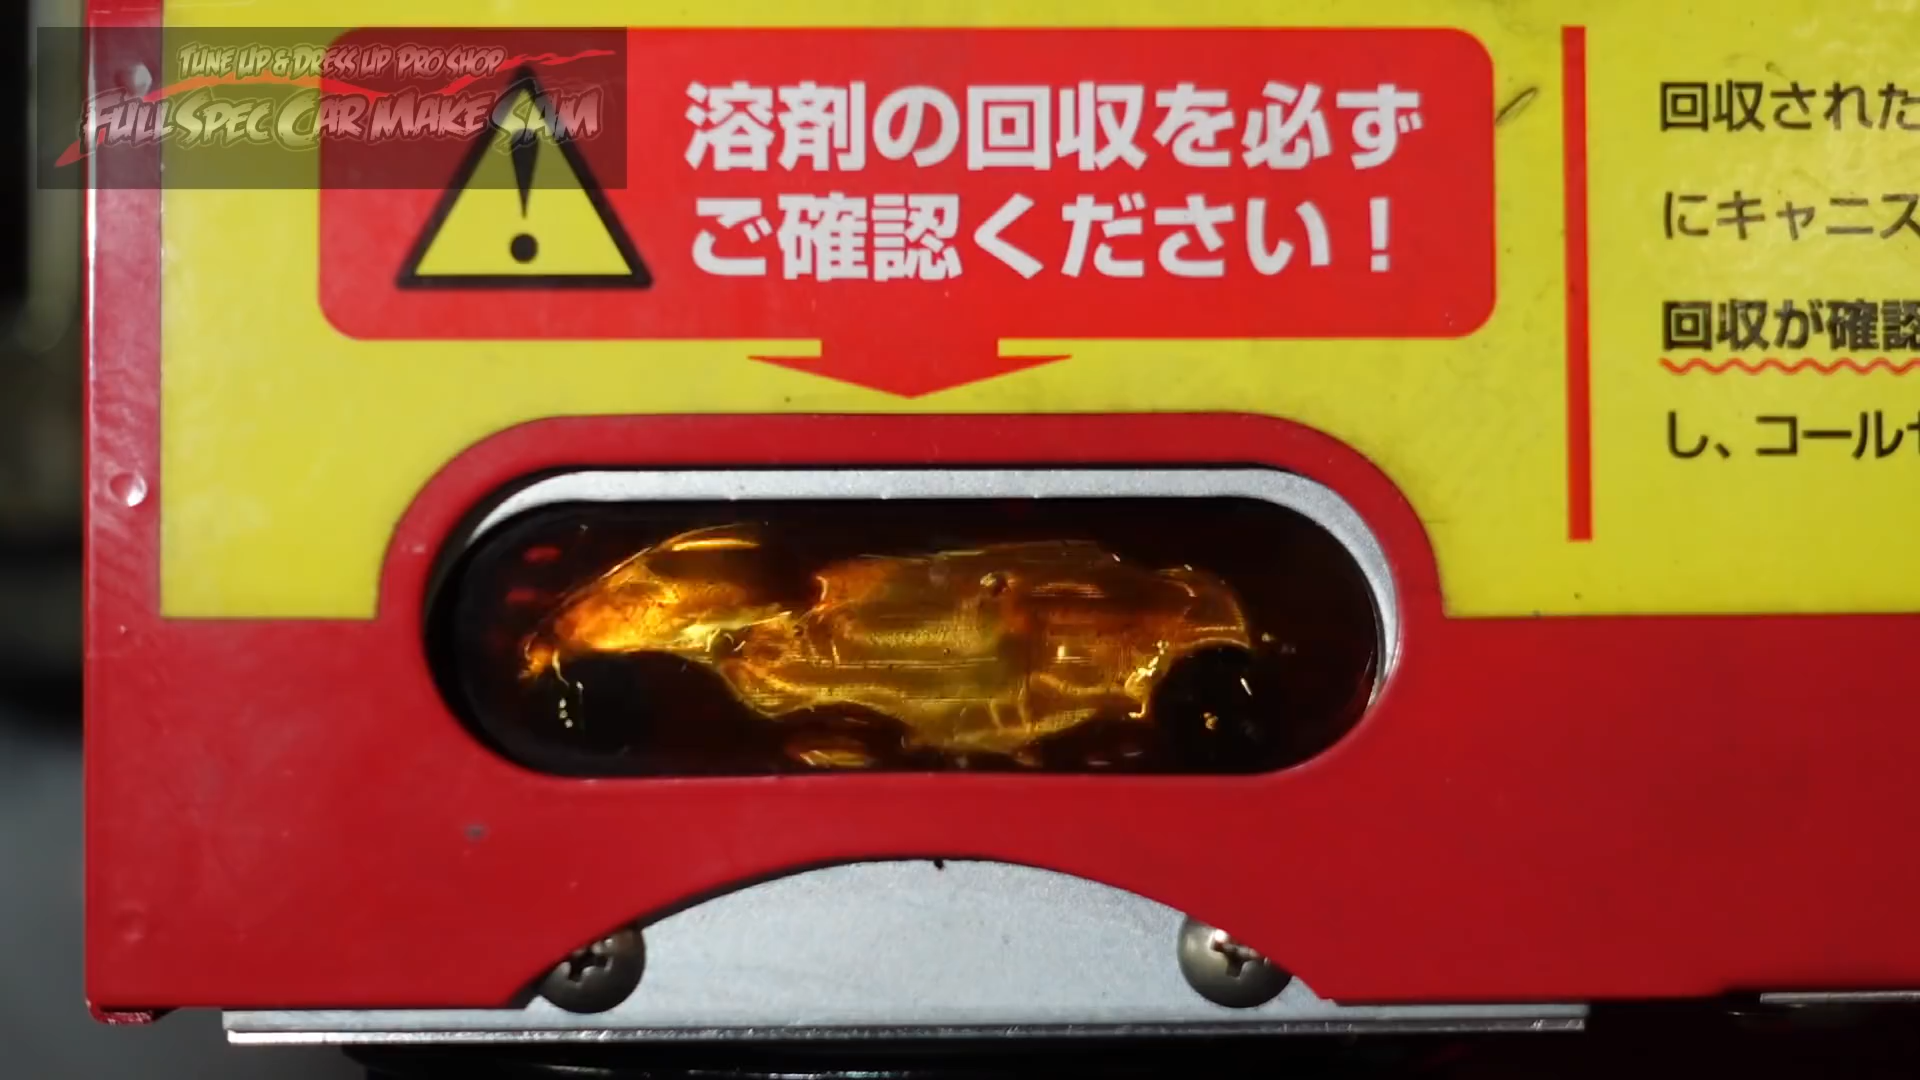 TUNE UP & DRESS UP PRO SHOP
FULL SPEC CAR MAKE SAM
溶剤の回収を必ず
ご確認ください！
回収された
にキャニス
回収が確認
し、コール